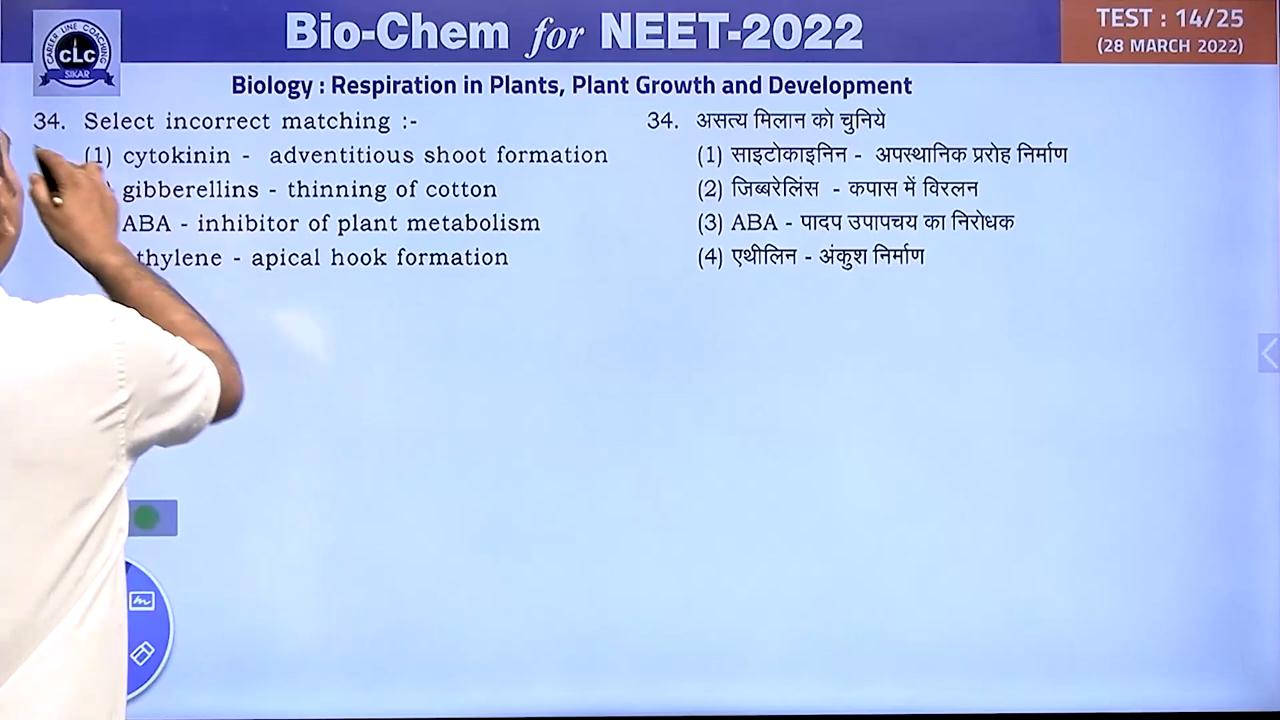 Bio-Chem for NEET-2022
TEST : 14/25
(28 MARCH 2022)
CAREER LINE COACHING
CLC
SIKAR
Biology : Respiration in Plants, Plant Growth and Development
34. Select incorrect matching :-
(1) cytokinin - adventitious shoot formation
gibberellins - thinning of cotton
ABA - inhibitor of plant metabolism
thylene - apical hook formation
34. असत्य मिलान को चुनिये
(1) साइटोकाइनिन - अपस्थानिक प्ररोह निर्माण
(2) जिब्बरेलिंस - कपास में विरलन
(3) ABA - पादप उपापचय का निरोधक
(4) एथीलिन - अंकुश निर्माण